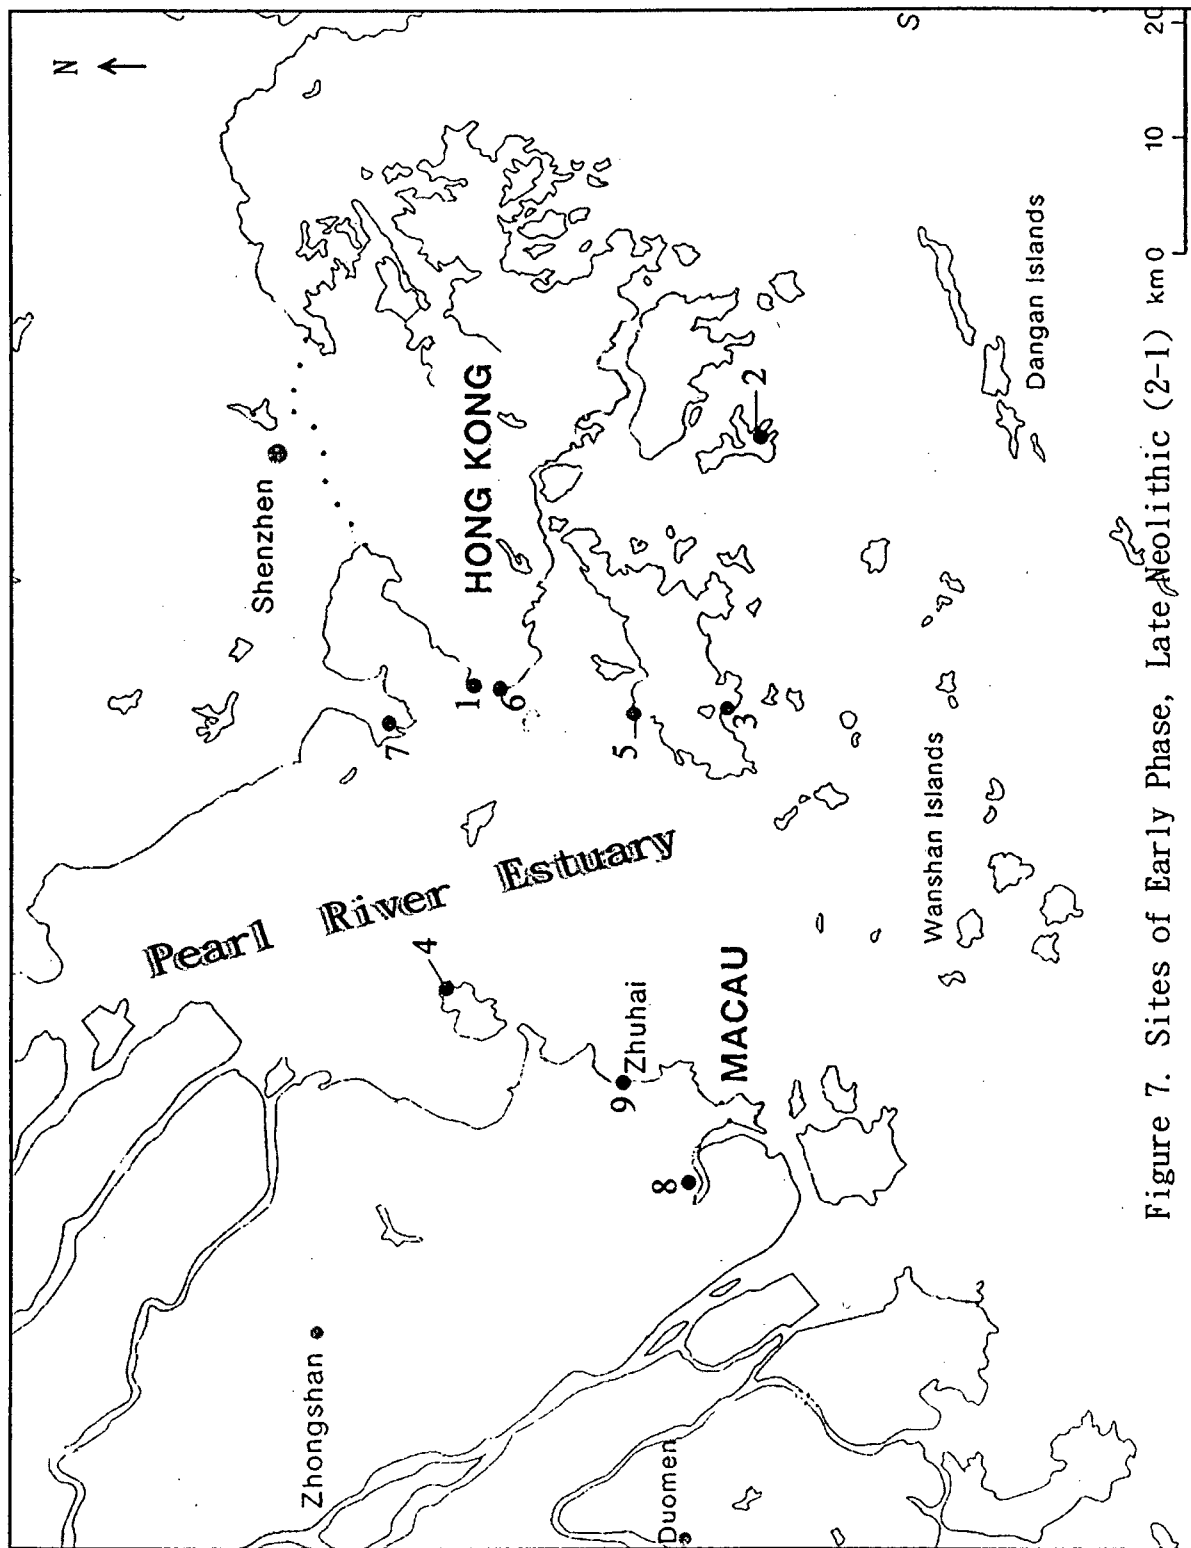 N
Shenzhen
HONG KONG
1
6
7
5
3
2
4
Pearl River Estuary
Zhuhai
9
8
MACAU
Zhongshan
Duomen
Wanshan Islands
Dangan Islands
S
km 0 10 20
Figure 7. Sites of Early Phase, Late Neolithic (2-1)